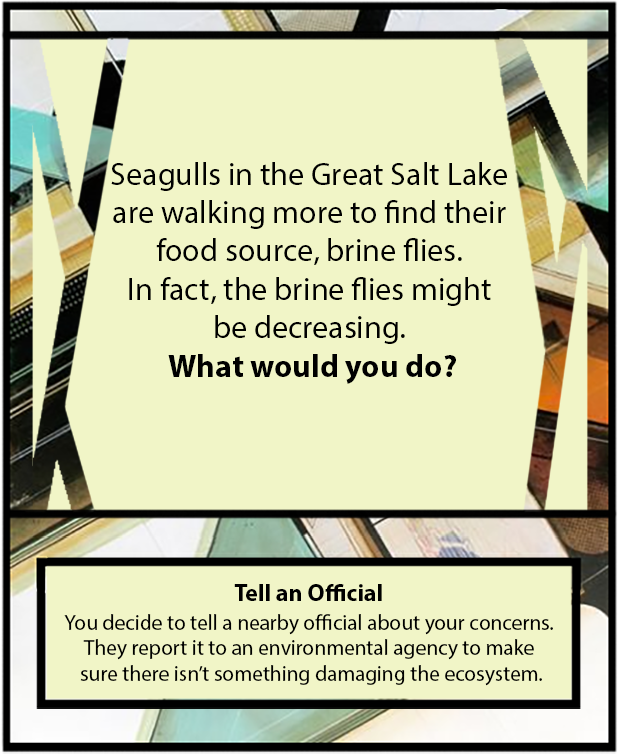 Seagulls in the Great Salt Lake
are walking more to find their
food source, brine flies.
In fact, the brine flies might
be decreasing.
What would you do?
Tell an Official
You decide to tell a nearby official about your concerns.
They report it to an environmental agency to make
sure there isn't something damaging the ecosystem.